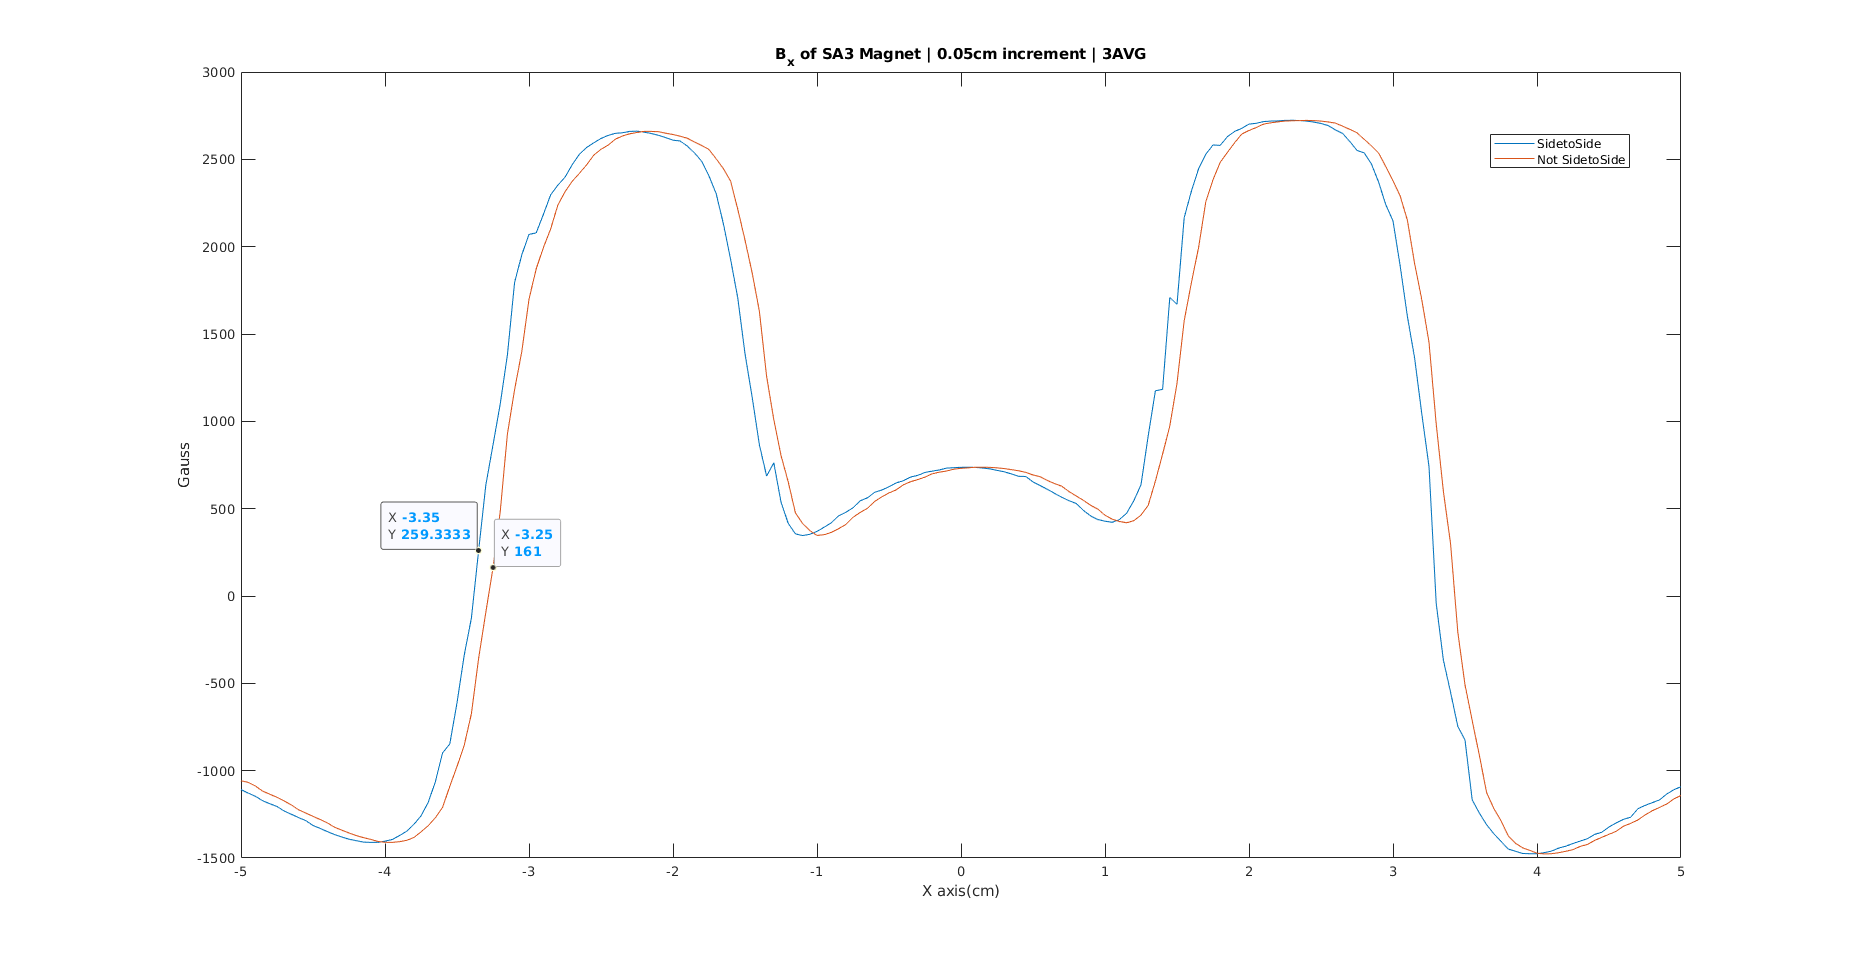 Bx of SA3 Magnet | 0.05cm increment | 3AVG
3000
2500
2000
1500
1000
500
0
-500
-1000
-1500
Gauss
SidetoSide
Not SidetoSide
X -3.35
Y 259.3333
X -3.25
Y 161
-5 -4 -3 -2 -1 0 1 2 3 4 5
X axis(cm)